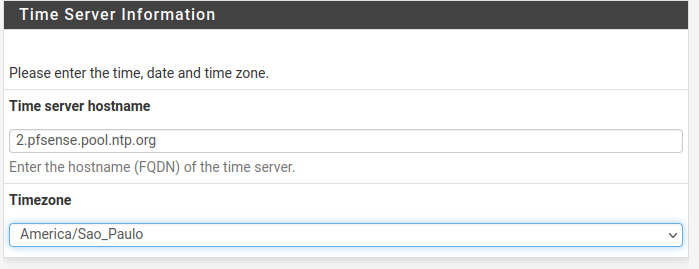 Time Server Information
Please enter the time, date and time zone.
Time server hostname
2.pfsense.pool.ntp.org
Enter the hostname (FQDN) of the time server.
Timezone
America/Sao_Paulo